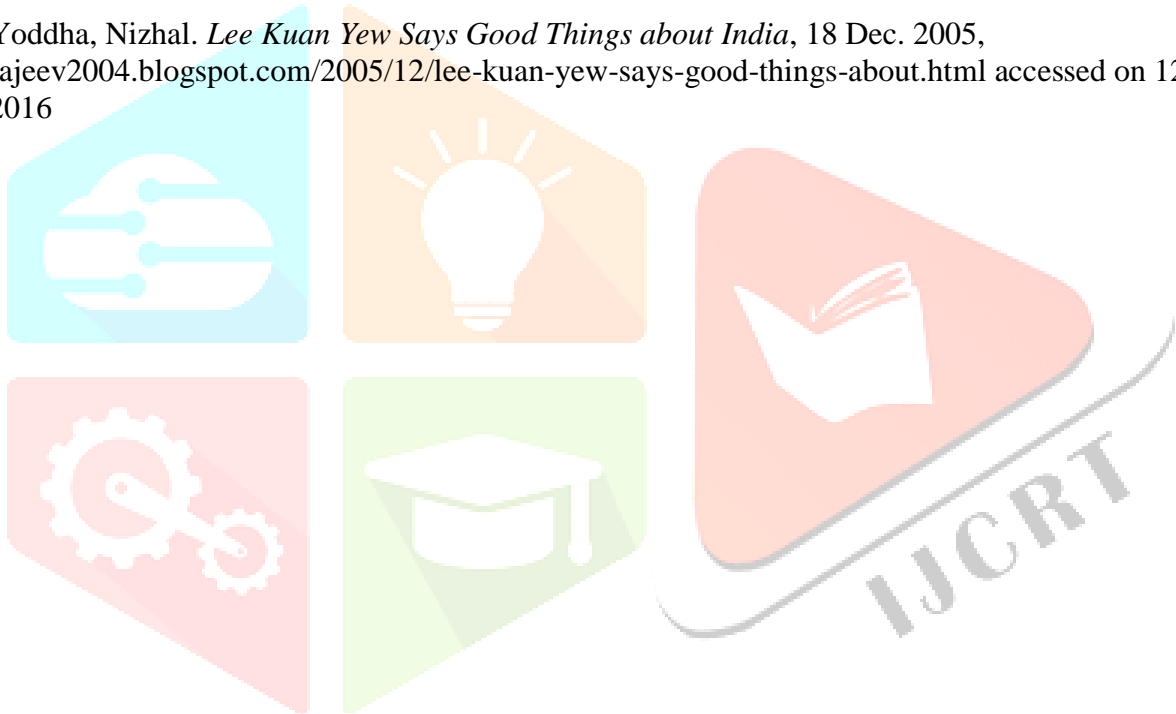 Yoddha, Nizhal. Lee Kuan Yew Says Good Things about India, 18 Dec. 2005,
ajeev2004.blogspot.com/2005/12/lee-kuan-yew-says-good-things-about.html accessed on 12
2016
IJCRT